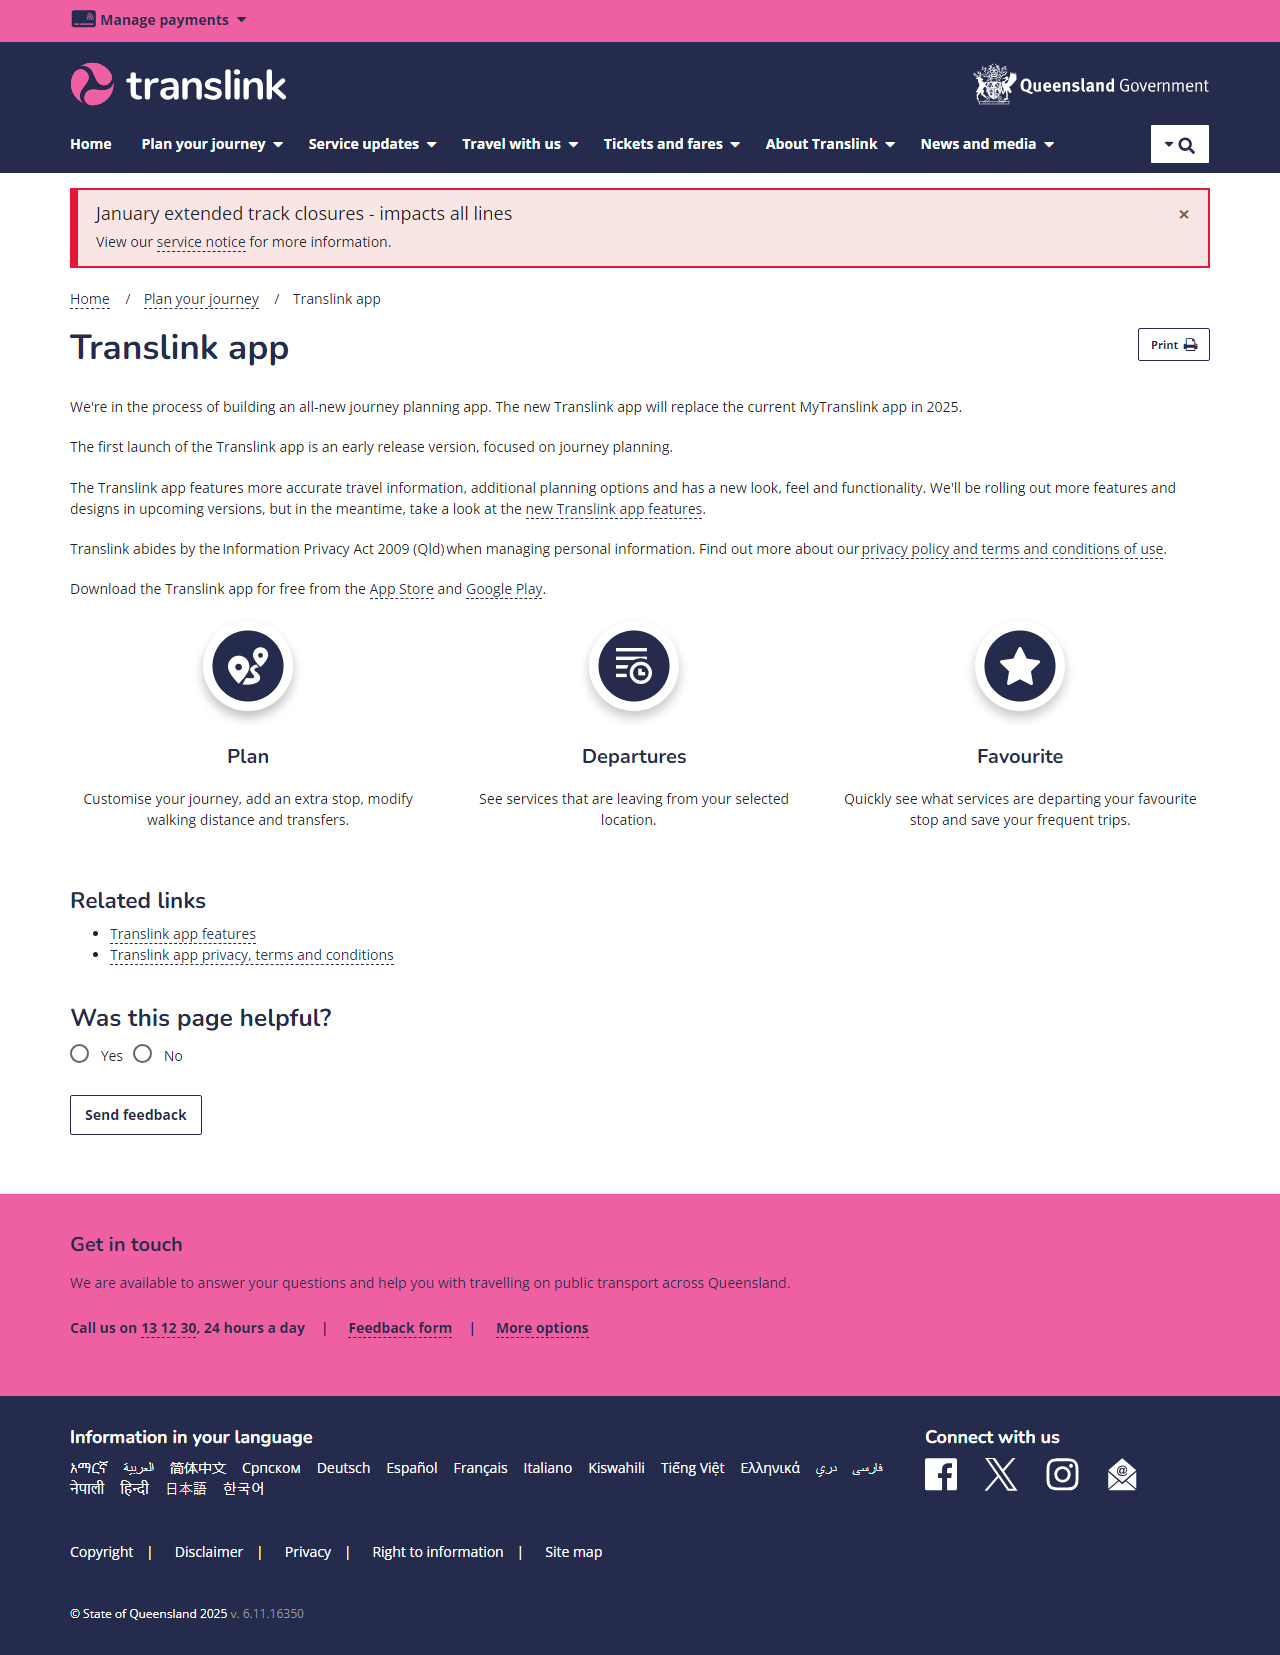 Manage payments
translink
Queensland Government
Home
Plan your journey
Service updates
Travel with us
Tickets and fares
About Translink
News and media
January extended track closures - impacts all lines
×
View our service notice for more information.
Home / Plan your journey / Translink app
Translink app
Print
We're in the process of building an all-new journey planning app. The new Translink app will replace the current MyTranslink app in 2025.
The first launch of the Translink app is an early release version, focused on journey planning.
The Translink app features more accurate travel information, additional planning options and has a new look, feel and functionality. We'll be rolling out more features and
designs in upcoming versions, but in the meantime, take a look at the new Translink app features.
Translink abides by the Information Privacy Act 2009 (Qld) when managing personal information. Find out more about our privacy policy and terms and conditions of use.
Download the Translink app for free from the App Store and Google Play.
Plan
Customise your journey, add an extra stop, modify
walking distance and transfers.
Departures
See services that are leaving from your selected
location.
Favourite
Quickly see what services are departing your favourite
stop and save your frequent trips.
Related links
• Translink app features
• Translink app privacy, terms and conditions
Was this page helpful?
Yes
No
Send feedback
Get in touch
We are available to answer your questions and help you with travelling on public transport across Queensland.
Call us on 13 12 30, 24 hours a day | Feedback form | More options
Information in your language
አማርኛ العربية 简体中文 Српском Deutsch Español Français Italiano Kiswahili Tiếng Việt Ελληνικά دري فارسی
नेपाली हिन्दी 日本語 한국어
Connect with us
Copyright | Disclaimer | Privacy | Right to information | Site map
© State of Queensland 2025 v. 6.11.16350